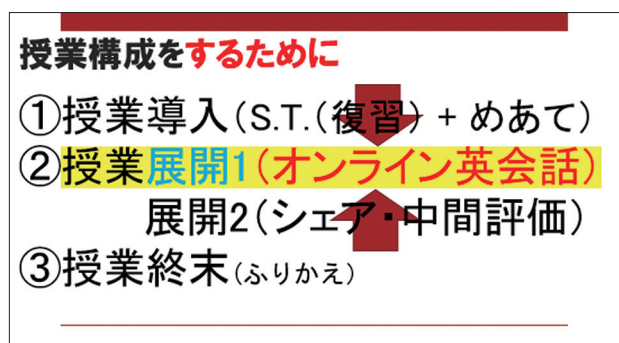 授業構成をするために
①授業導入(S.T.(復習) + めあて)
②授業展開1(オンライン英会話)
展開2(シェア・中間評価)
③授業終末(ふりかえ)